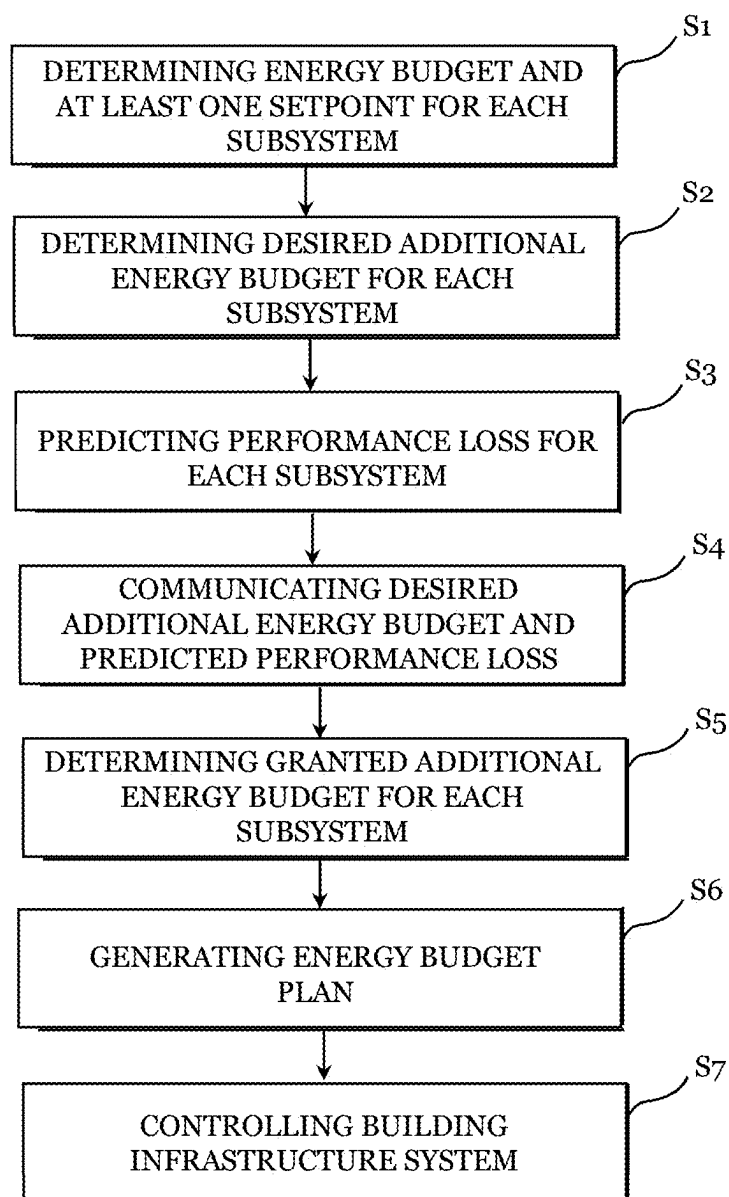 S1
DETERMINING ENERGY BUDGET AND
AT LEAST ONE SETPOINT FOR EACH
SUBSYSTEM
S2
DETERMINING DESIRED ADDITIONAL
ENERGY BUDGET FOR EACH
SUBSYSTEM
S3
PREDICTING PERFORMANCE LOSS FOR
EACH SUBSYSTEM
S4
COMMUNICATING DESIRED
ADDITIONAL ENERGY BUDGET AND
PREDICTED PERFORMANCE LOSS
S5
DETERMINING GRANTED ADDITIONAL
ENERGY BUDGET FOR EACH
SUBSYSTEM
S6
GENERATING ENERGY BUDGET
PLAN
S7
CONTROLLING BUILDING
INFRASTRUCTURE SYSTEM